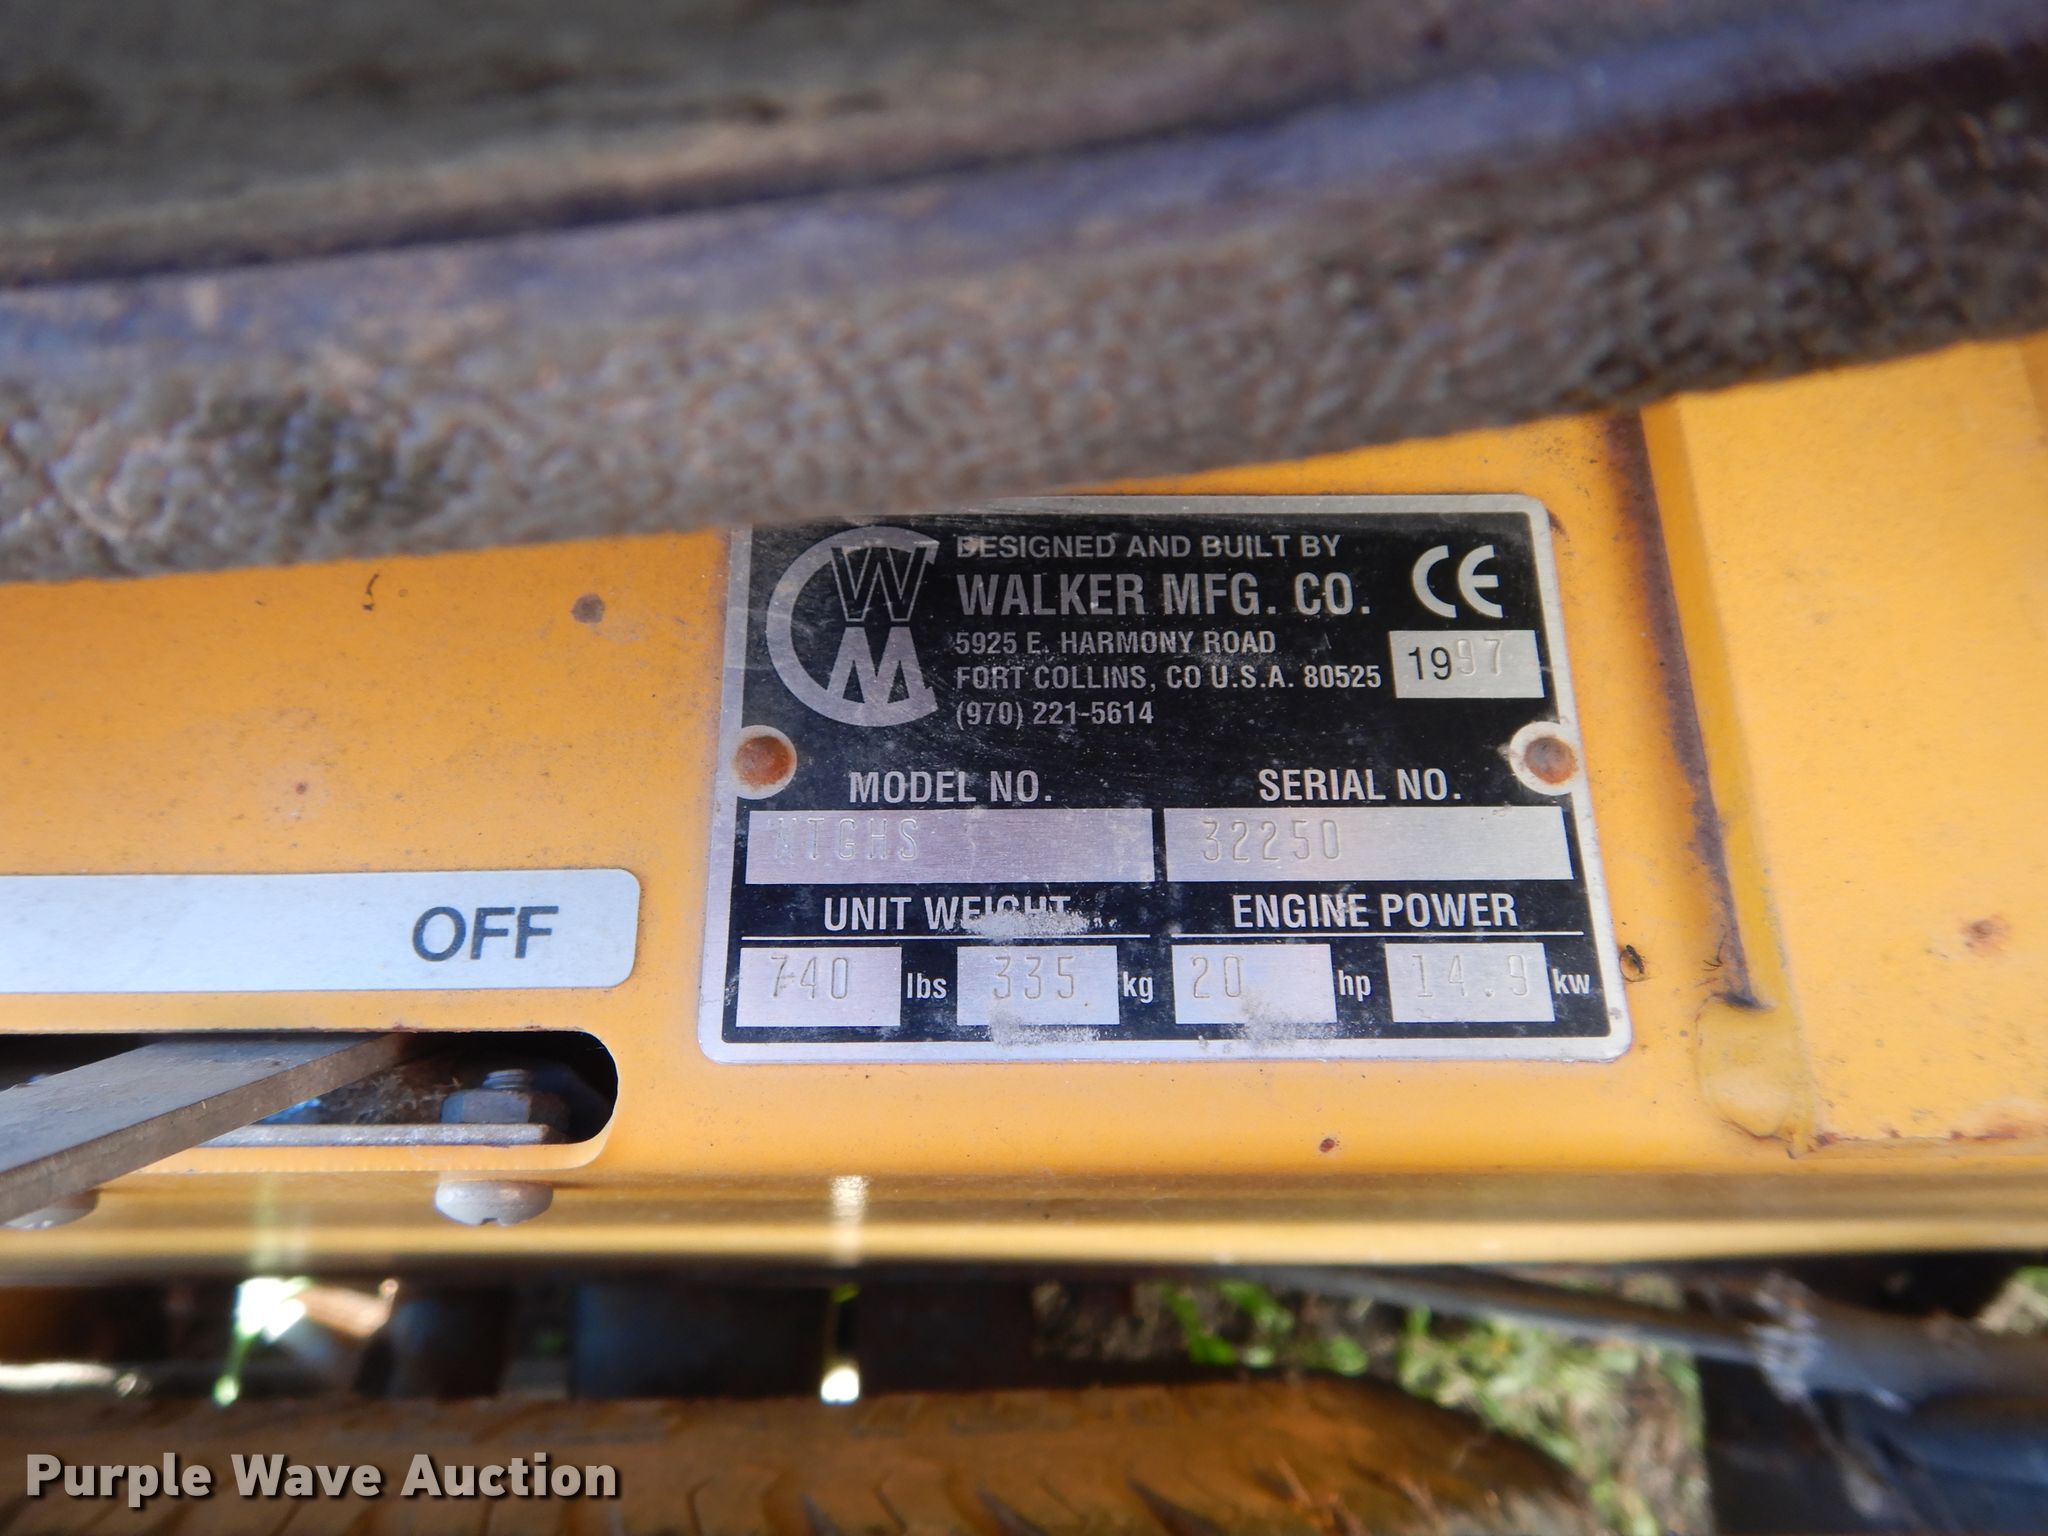 DESIGNED AND BUILT BY
WALKER MFG. CO.
5925 E. HARMONY ROAD
FORT COLLINS, CO U.S.A. 80525
(970) 221-5614
CE
1997
WM
MODEL NO. SERIAL NO.
MTGHS 32250
UNIT WEIGHT ENGINE POWER
740 lbs 335 kg 20 hp 14.9 kw
OFF
Purple Wave Auction